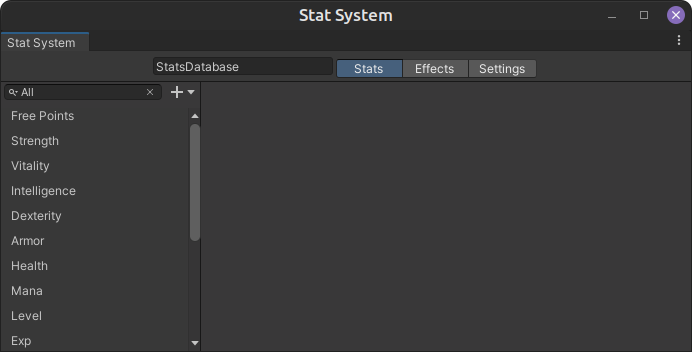 Stat System
Stat System
StatsDatabase Stats Effects Settings
All
Free Points
Strength
Vitality
Intelligence
Dexterity
Armor
Health
Mana
Level
Exp